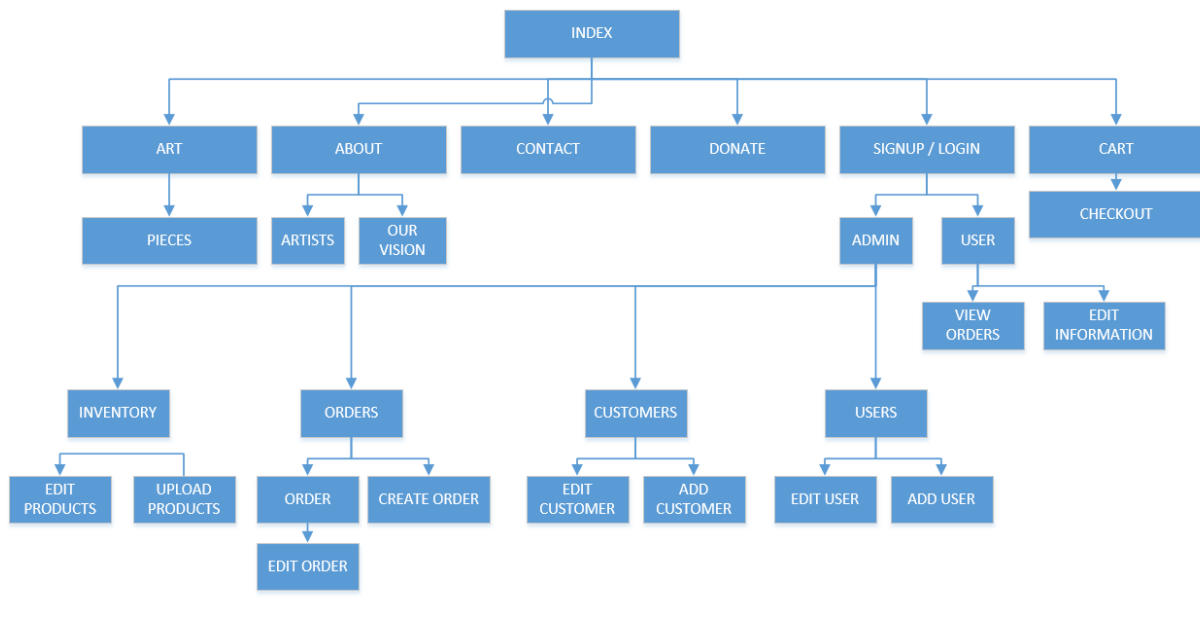 INDEX
ART
ABOUT
CONTACT
DONATE
SIGNUP / LOGIN
CART
PIECES
ARTISTS
OUR
VISION
ADMIN
USER
CHECKOUT
VIEW
ORDERS
EDIT
INFORMATION
INVENTORY
ORDERS
CUSTOMERS
USERS
EDIT
PRODUCTS
UPLOAD
PRODUCTS
ORDER
CREATE ORDER
EDIT
CUSTOMER
ADD
CUSTOMER
EDIT USER
ADD USER
EDIT ORDER